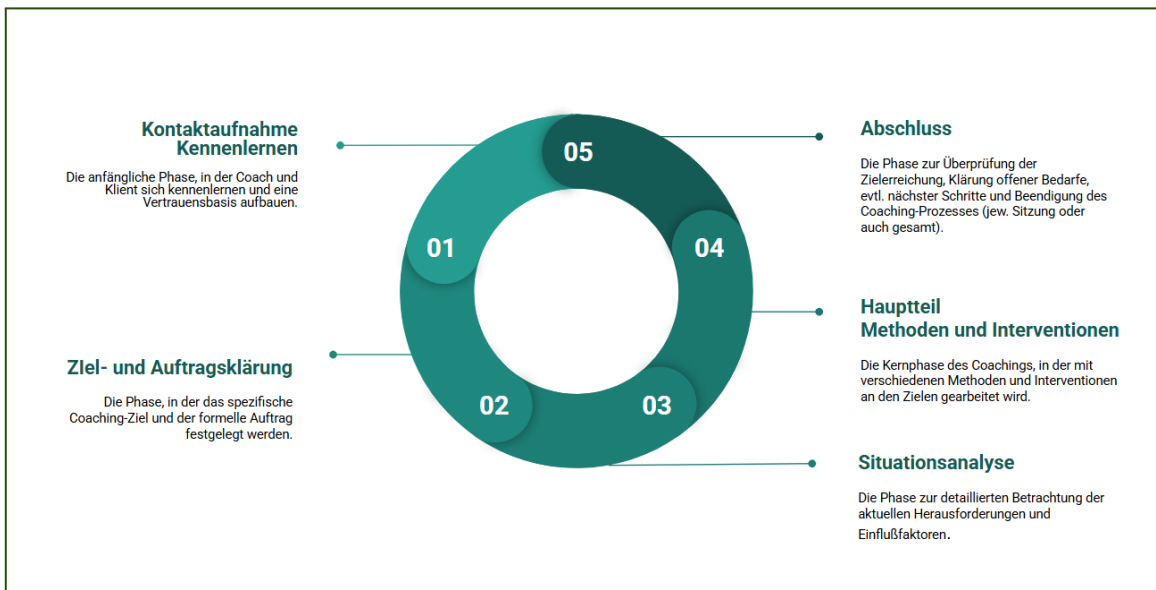 Kontaktaufnahme
Kennenlernen
Die anfängliche Phase, in der Coach und
Klient sich kennenlernen und eine
Vertrauensbasis aufbauen.
01
ZIel- und Auftragsklärung
Die Phase, in der das spezifische
Coaching-Ziel und der formelle Auftrag
festgelegt werden.
02
03
Situationsanalyse
Die Phase zur detaillierten Betrachtung der
aktuellen Herausforderungen und
Einflußfaktoren.
04
Hauptteil
Methoden und Interventionen
Die Kernphase des Coachings, in der mit
verschiedenen Methoden und Interventionen
an den Zielen gearbeitet wird.
05
Abschluss
Die Phase zur Überprüfung der
Zielerreichung, Klärung offener Bedarfe,
evtl. nächster Schritte und Beendigung des
Coaching-Prozesses (jew. Sitzung oder
auch gesamt).